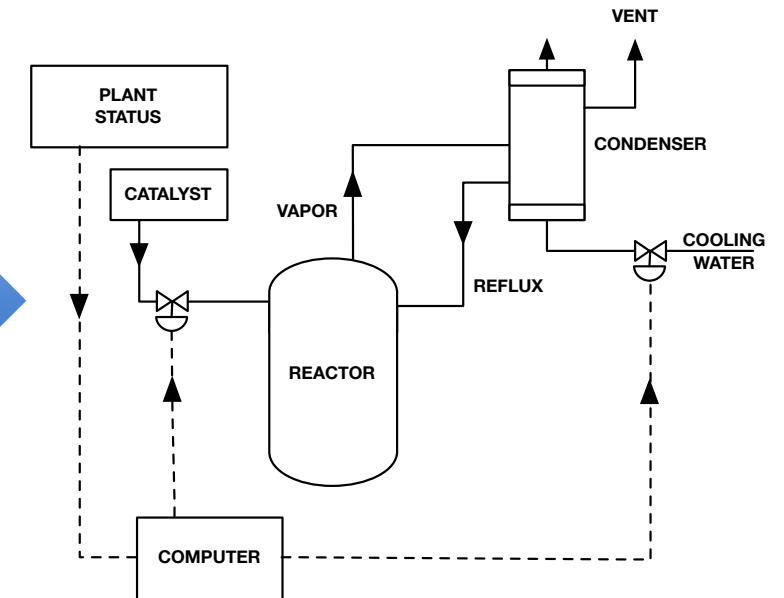 VENT
PLANT
STATUS
CONDENSER
CATALYST
VAPOR
COOLING
WATER
REFLUX
REACTOR
COMPUTER